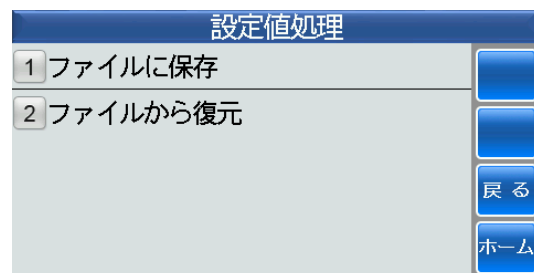 設定値処理
1 ファイルに保存
2 ファイルから復元
戻る
ホーム